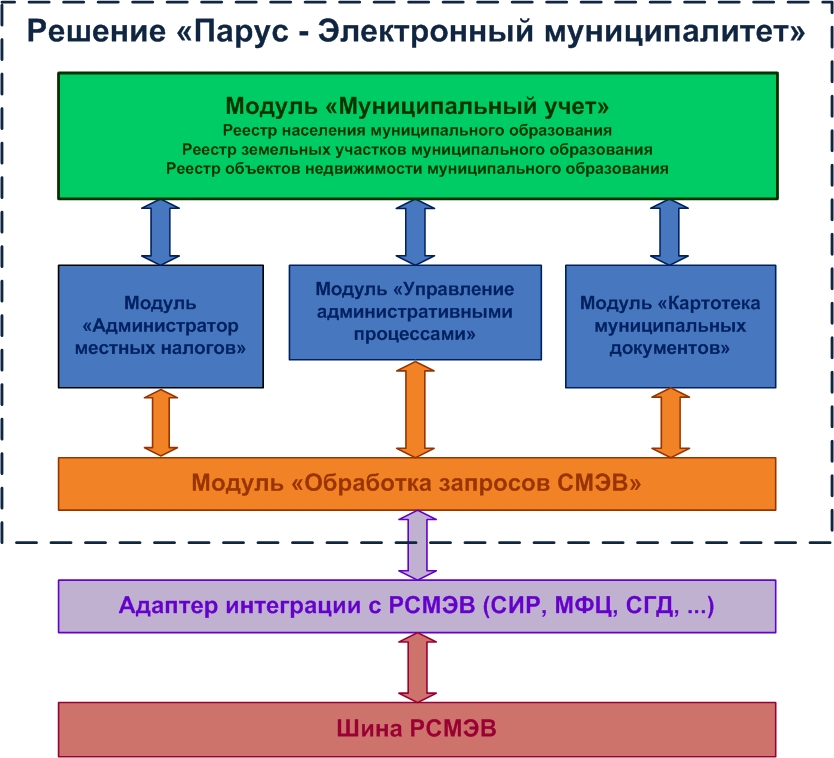 Решение «Парус - Электронный муниципалитет»
Модуль «Муниципальный учет»
Реестр населения муниципального образования
Реестр земельных участков муниципального образования
Реестр объектов недвижимости муниципального образования
Модуль
«Администратор
местных налогов»
Модуль «Управление
административными
процессами»
Модуль «Картотека
муниципальных
документов»
Модуль «Обработка запросов СМЭВ»
Адаптер интеграции с РСМЭВ (СИР, МФЦ, СГД, ...)
Шина РСМЭВ